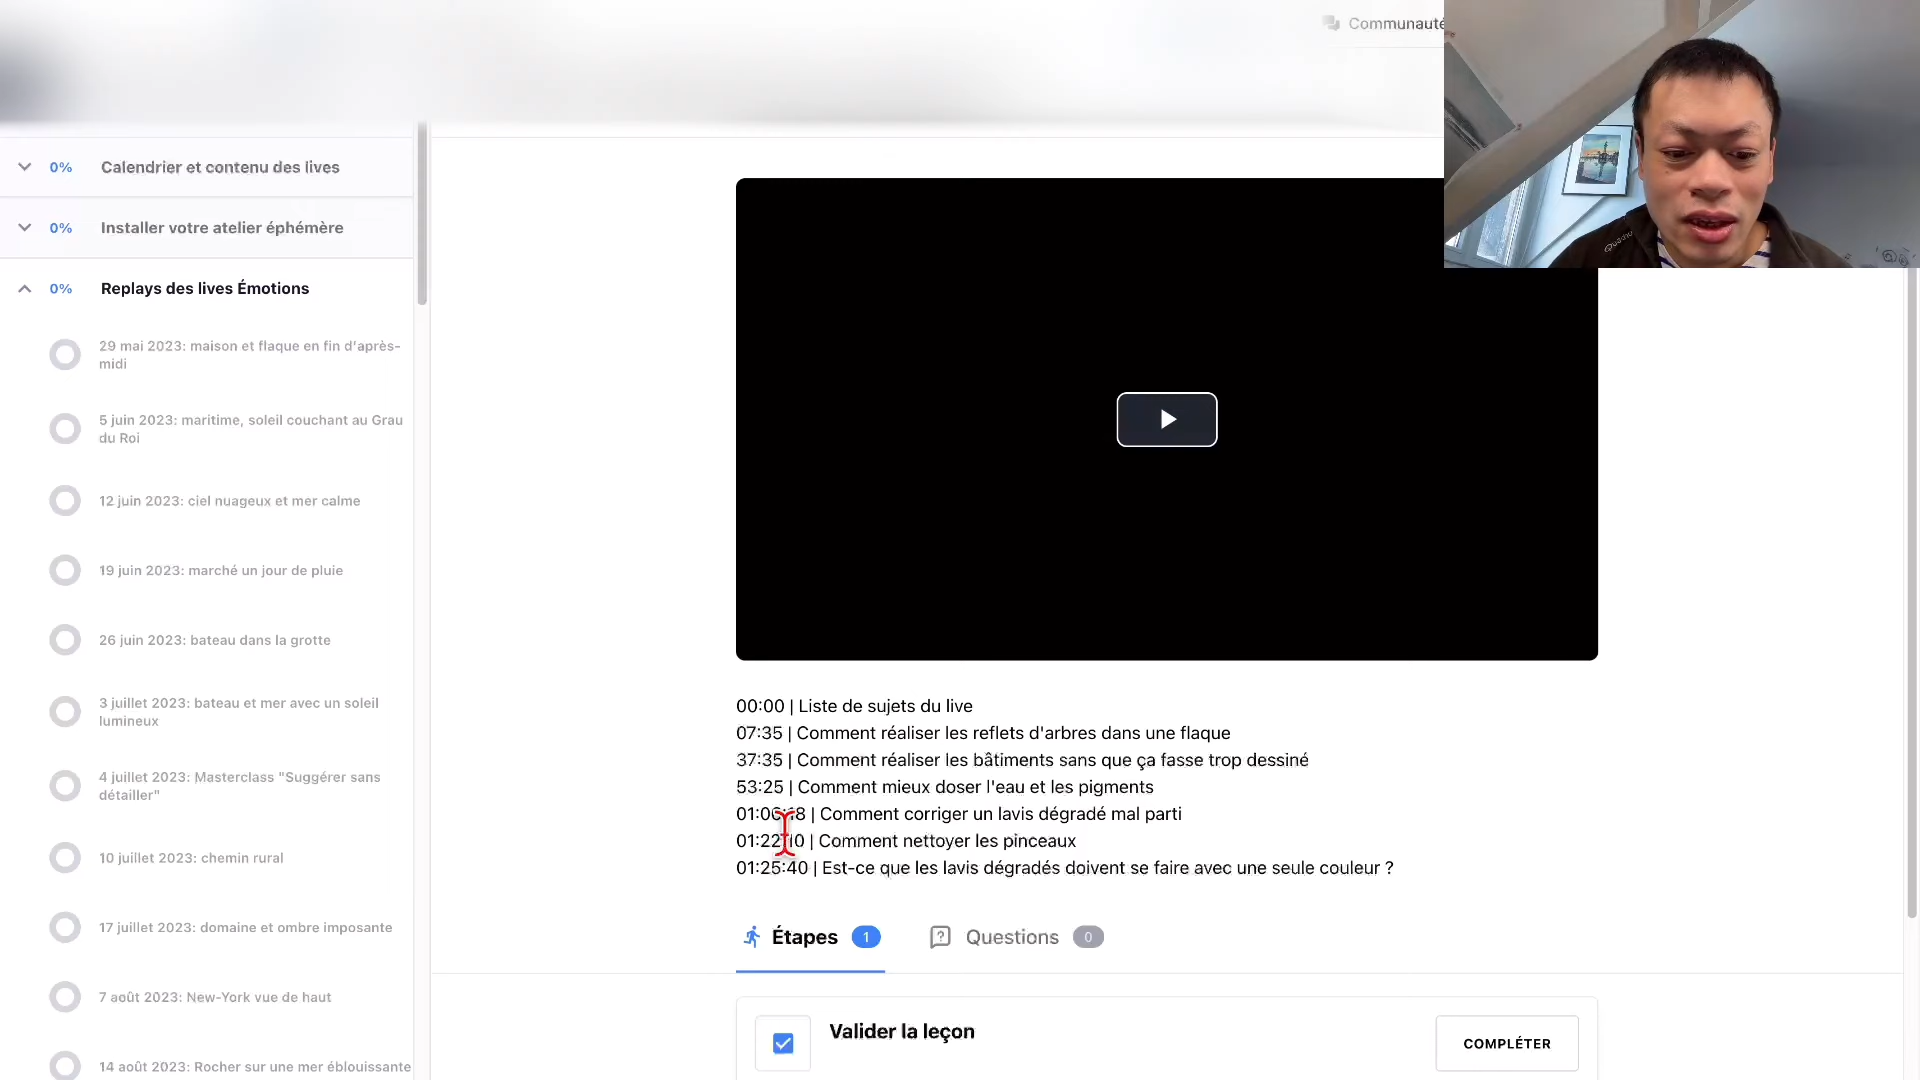 Communauté
0% Calendrier et contenu des lives
0% Installer votre atelier éphémère
0% Replays des lives Émotions
29 mai 2023: maison et flaque en fin d'après-
midi
5 juin 2023: maritime, soleil couchant au Grau
du Roi
12 juin 2023: ciel nuageux et mer calme
19 juin 2023: marché un jour de pluie
26 juin 2023: bateau dans la grotte
3 juillet 2023: bateau et mer avec un soleil
lumineux
4 juillet 2023: Masterclass "Suggérer sans
détailler"
10 juillet 2023: chemin rural
17 juillet 2023: domaine et ombre imposante
7 août 2023: New-York vue de haut
14 août 2023: Rocher sur une mer éblouissante
00:00 | Liste de sujets du live
07:35 | Comment réaliser les reflets d'arbres dans une flaque
37:35 | Comment réaliser les bâtiments sans que ça fasse trop dessiné
53:25 | Comment mieux doser l'eau et les pigments
| Comment corriger un lavis dégradé mal parti
| Comment nettoyer les pinceaux
01:25:40 | Est-ce que les lavis dégradés doivent se faire avec une seule couleur ?
Étapes 1
Questions 0
Valider la leçon
COMPLÉTER